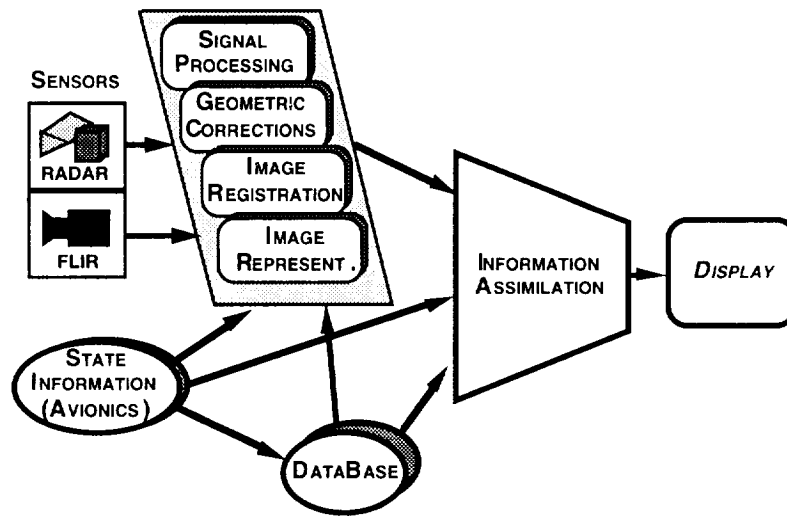 SENSORS
RADAR
FLIR
SIGNAL
PROCESSING
GEOMETRIC
CORRECTIONS
IMAGE
REGISTRATION
IMAGE
REPRESENT.
STATE
INFORMATION
(AVIONICS)
DATABASE
INFORMATION
ASSIMILATION
DISPLAY